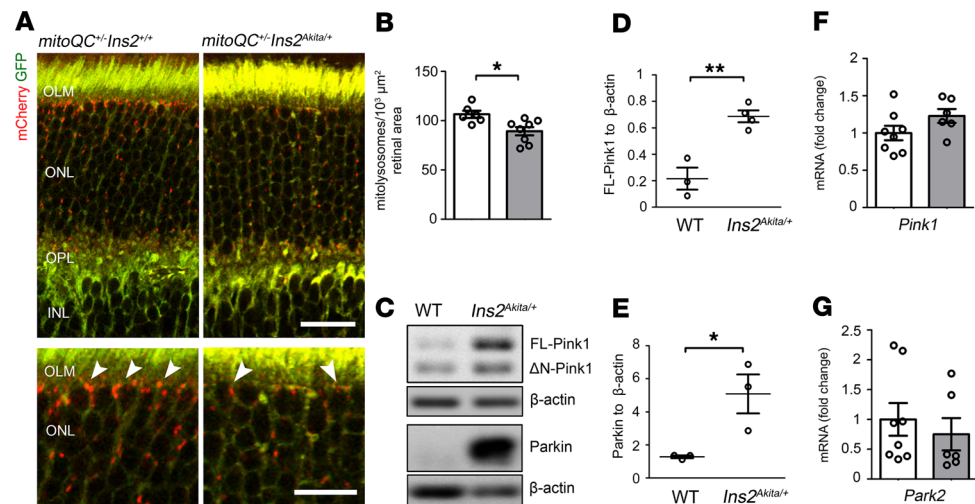 A
mitoQC+/-Ins2+/+
mitoQC+/-Ins2Akita/+
mCherry GFP
OLM
ONL
OPL
INL
OLM
ONL
B
mitolysosomes/10³ µm²
retinal area
150
100
50
0
*
C
WT
Ins2Akita/+
FL-Pink1
ΔN-Pink1
β-actin
Parkin
β-actin
D
FL-Pink1 to β-actin
1
0.8
0.6
0.4
0.2
0
**
WT
Ins2Akita/+
E
Parkin to β-actin
8
6
4
2
0
*
WT
Ins2Akita/+
F
mRNA (fold change)
2
1.5
1
0.5
0
Pink1
G
mRNA (fold change)
2.5
2
1.5
1
0.5
0
Park2